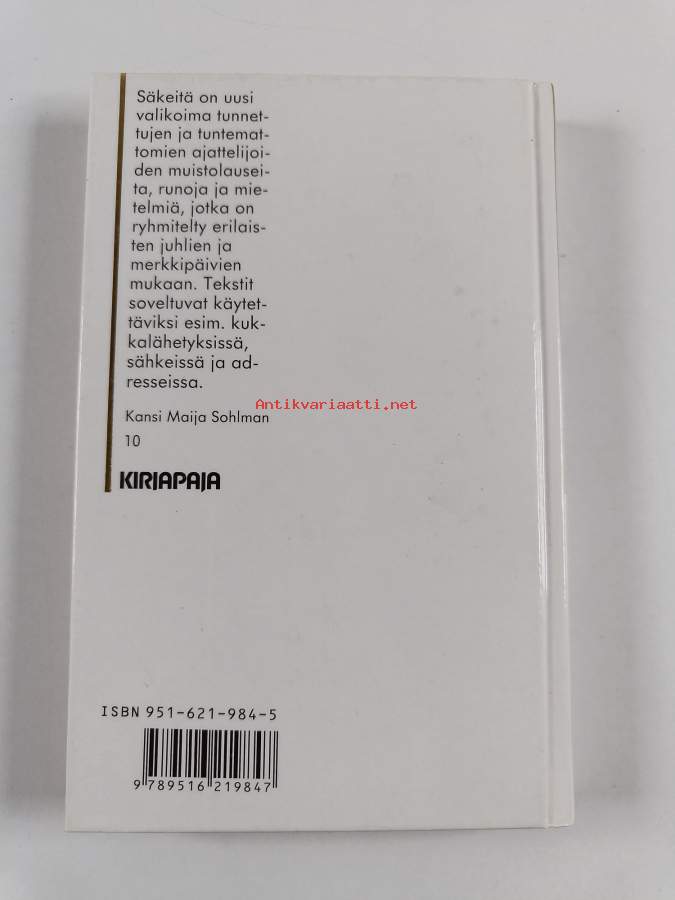 Säkeitä on uusi
valikoima tunnet-
tujen ja tuntemat-
tomien ajattelijoi-
den muistolausei-
ta, runoja ja mie-
telmiä, jotka on
ryhmitelty erilais-
ten juhlien ja
merkkipäivien
mukaan. Tekstit
soveltuvat käytet-
täviksi esim. kuk-
kalähetyksissä,
sähkeissä ja ad-
resseissa.
Antikvariaatti.net
Kansi Maija Sohlman
10
KIRJAPAJA
ISBN 951-621-984-5
9 789516 219847